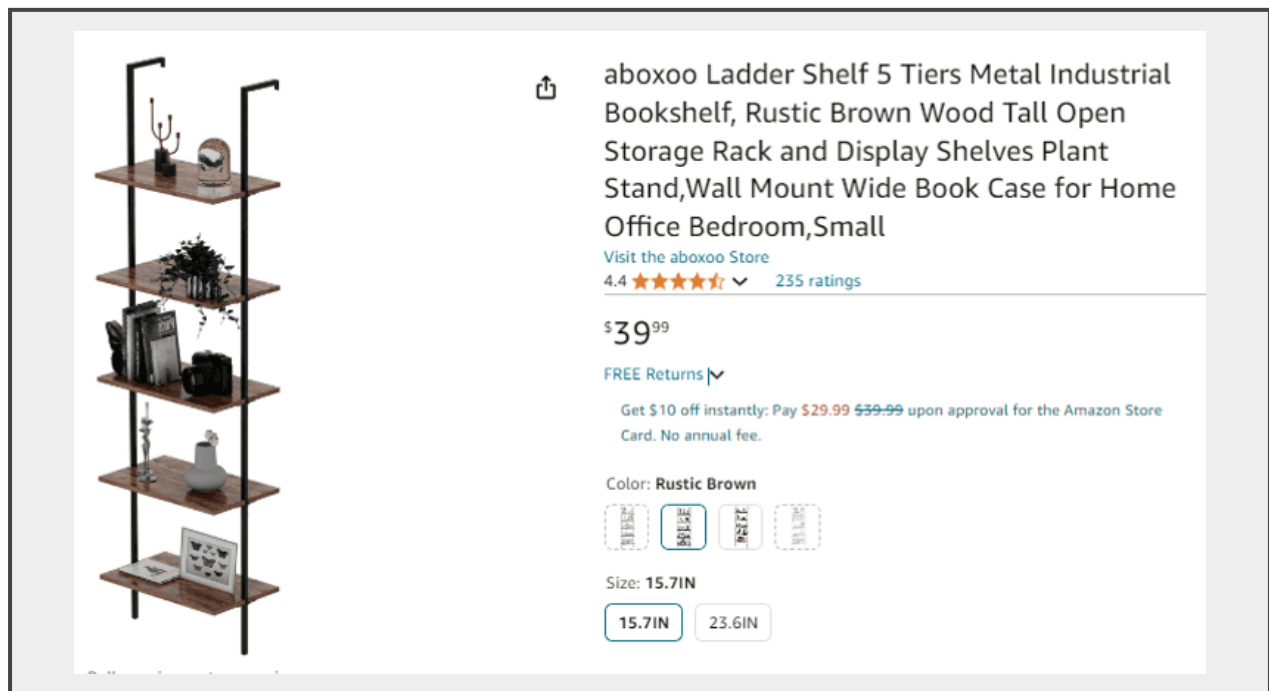 aboxoo Ladder Shelf 5 Tiers Metal Industrial
Bookshelf, Rustic Brown Wood Tall Open
Storage Rack and Display Shelves Plant
Stand,Wall Mount Wide Book Case for Home
Office Bedroom,Small
Visit the aboxoo Store
4.4 235 ratings
$3999
FREE Returns
Get $10 off instantly: Pay $29.99 $39.99 upon approval for the Amazon Store
Card. No annual fee.
Color: Rustic Brown
Size: 15.7IN
15.7IN 23.6IN